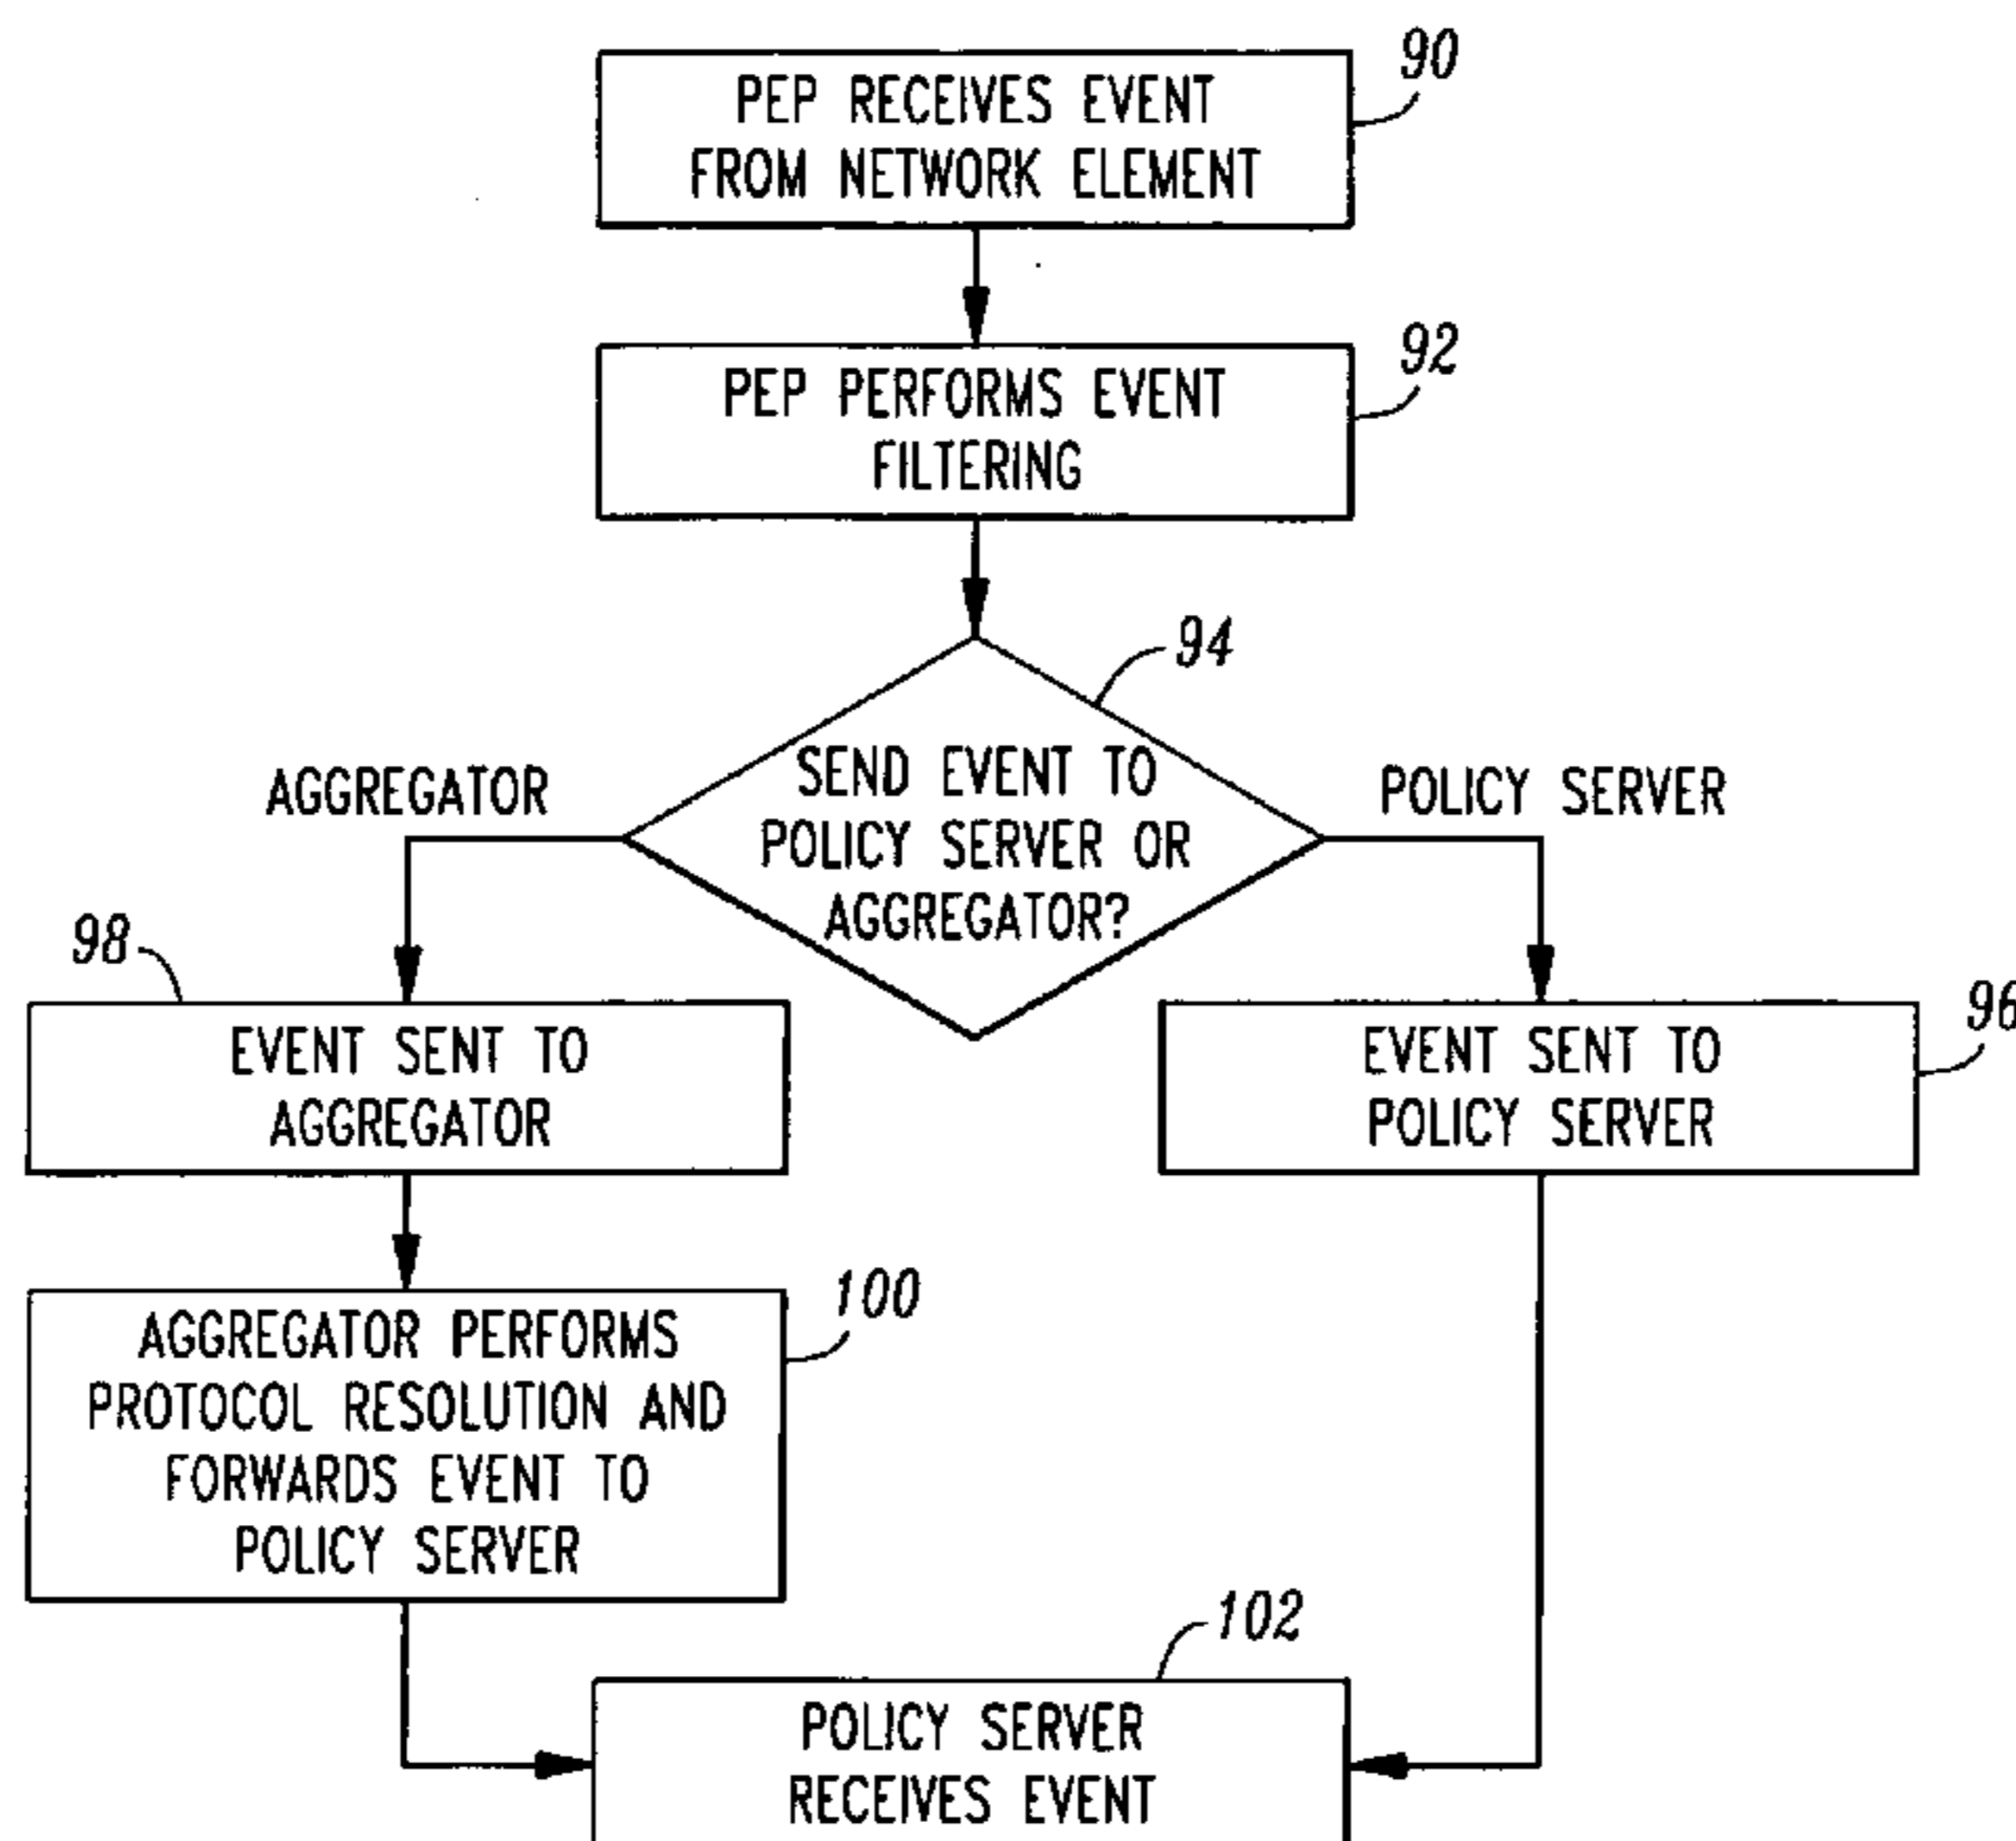 90
PEP RECEIVES EVENT
FROM NETWORK ELEMENT
92
PEP PERFORMS EVENT
FILTERING
94
SEND EVENT TO
POLICY SERVER OR
AGGREGATOR?
AGGREGATOR
POLICY SERVER
98
EVENT SENT TO
AGGREGATOR
96
EVENT SENT TO
POLICY SERVER
100
AGGREGATOR PERFORMS
PROTOCOL RESOLUTION AND
FORWARDS EVENT TO
POLICY SERVER
102
POLICY SERVER
RECEIVES EVENT